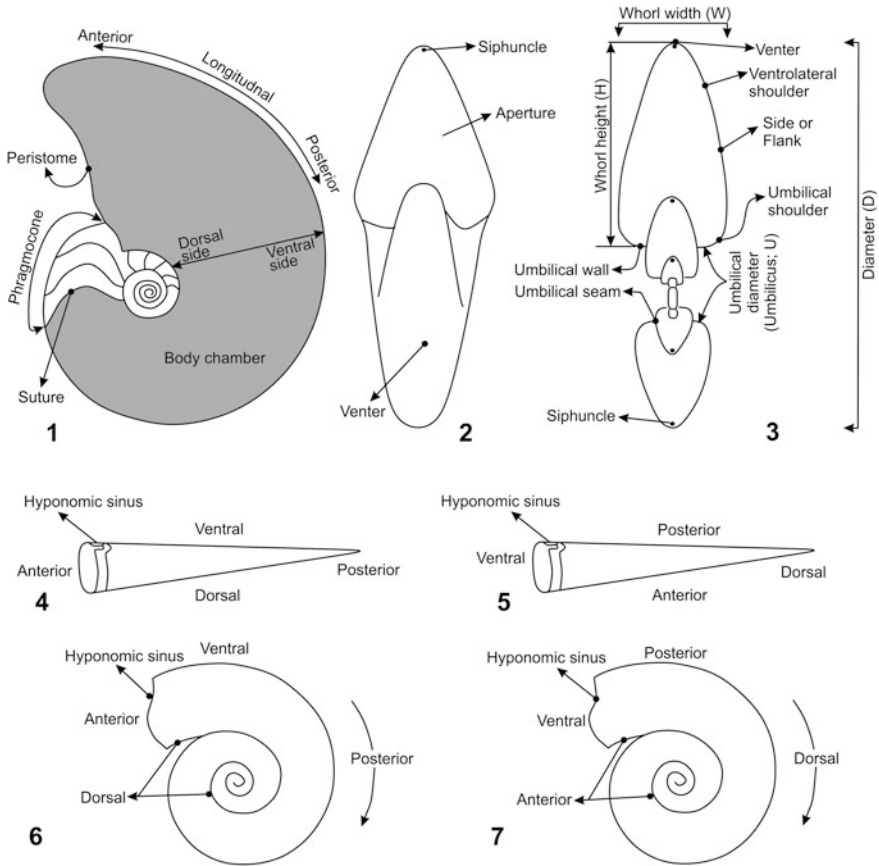 Anterior
Longitudnal
Posterior
Peristome
Phragmocone
Dorsal
side
Ventral
side
Body chamber
Suture
1
Siphuncle
Aperture
Venter
2
Whorl width (W)
Venter
Whorl height (H)
Ventrolateral
shoulder
Side or
Flank
Umbilical
shoulder
Diameter (D)
Umbilical wall
Umbilical seam
Umbilical
diameter
(Umbilicus; U)
Siphuncle
3
Hyponomic sinus
Ventral
Anterior
Posterior
Dorsal
4
Hyponomic sinus
Posterior
Ventral
Dorsal
Anterior
5
Ventral
Hyponomic sinus
Anterior
Posterior
Dorsal
6
Posterior
Hyponomic sinus
Ventral
Dorsal
Anterior
7